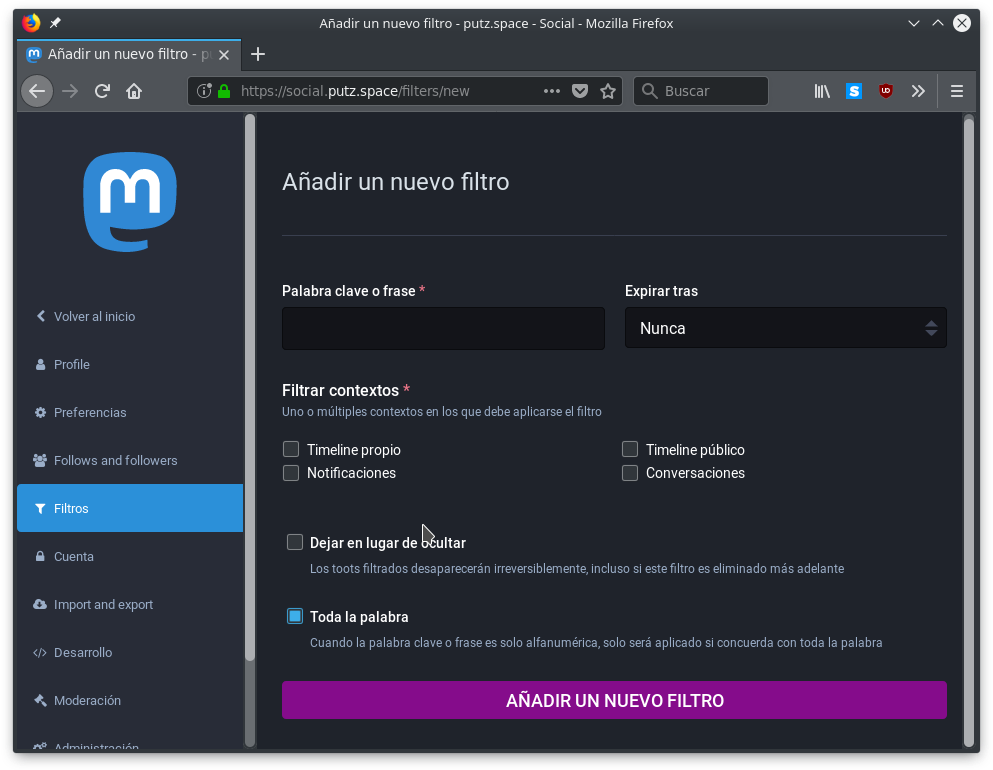 Añadir un nuevo filtro - putz.space - Social - Mozilla Firefox
Añadir un nuevo filtro - p
https://social.putz.space/filters/new
Buscar
Volver al inicio
Profile
Preferencias
Follows and followers
Filtros
Cuenta
Import and export
Desarrollo
Moderación
Administración
Añadir un nuevo filtro
Palabra clave o frase *
Expirar tras
Nunca
Filtrar contextos *
Uno o múltiples contextos en los que debe aplicarse el filtro
Timeline propio
Timeline público
Notificaciones
Conversaciones
Dejar en lugar de ocultar
Los toots filtrados desaparecerán irreversiblemente, incluso si este filtro es eliminado más adelante
Toda la palabra
Cuando la palabra clave o frase es solo alfanumérica, solo será aplicado si concuerda con toda la palabra
AÑADIR UN NUEVO FILTRO